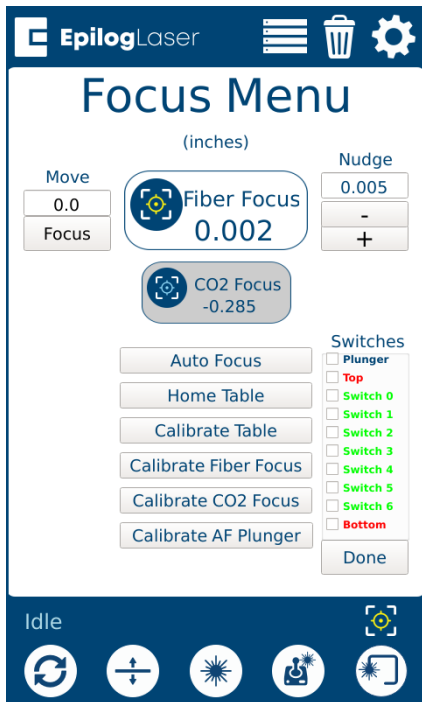 EpilogLaser
Focus Menu
(inches)
Move
0.0
Focus
Fiber Focus
0.002
Nudge
0.005
-
+
CO2 Focus
-0.285
Auto Focus
Home Table
Calibrate Table
Calibrate Fiber Focus
Calibrate CO2 Focus
Calibrate AF Plunger
Switches
Plunger
Top
Switch 0
Switch 1
Switch 2
Switch 3
Switch 4
Switch 5
Switch 6
Bottom
Done
Idle